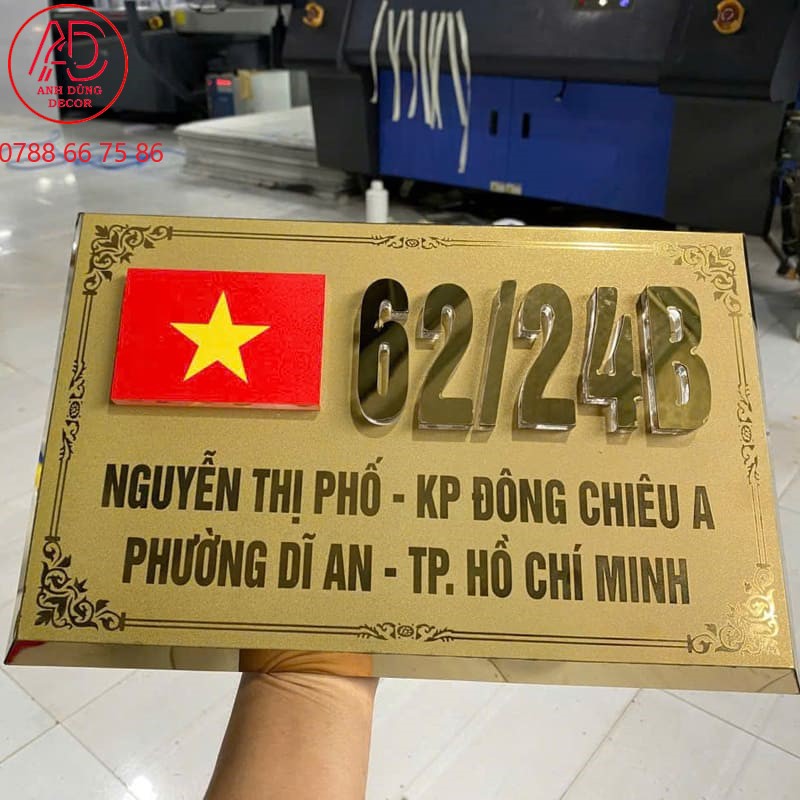 AD
ANH DŨNG
DECOR
0788 66 75 86
62/24B
NGUYỄN THỊ PHỐ - KP ĐÔNG CHIÊU A
PHƯỜNG DĨ AN - TP. HỒ CHÍ MINH